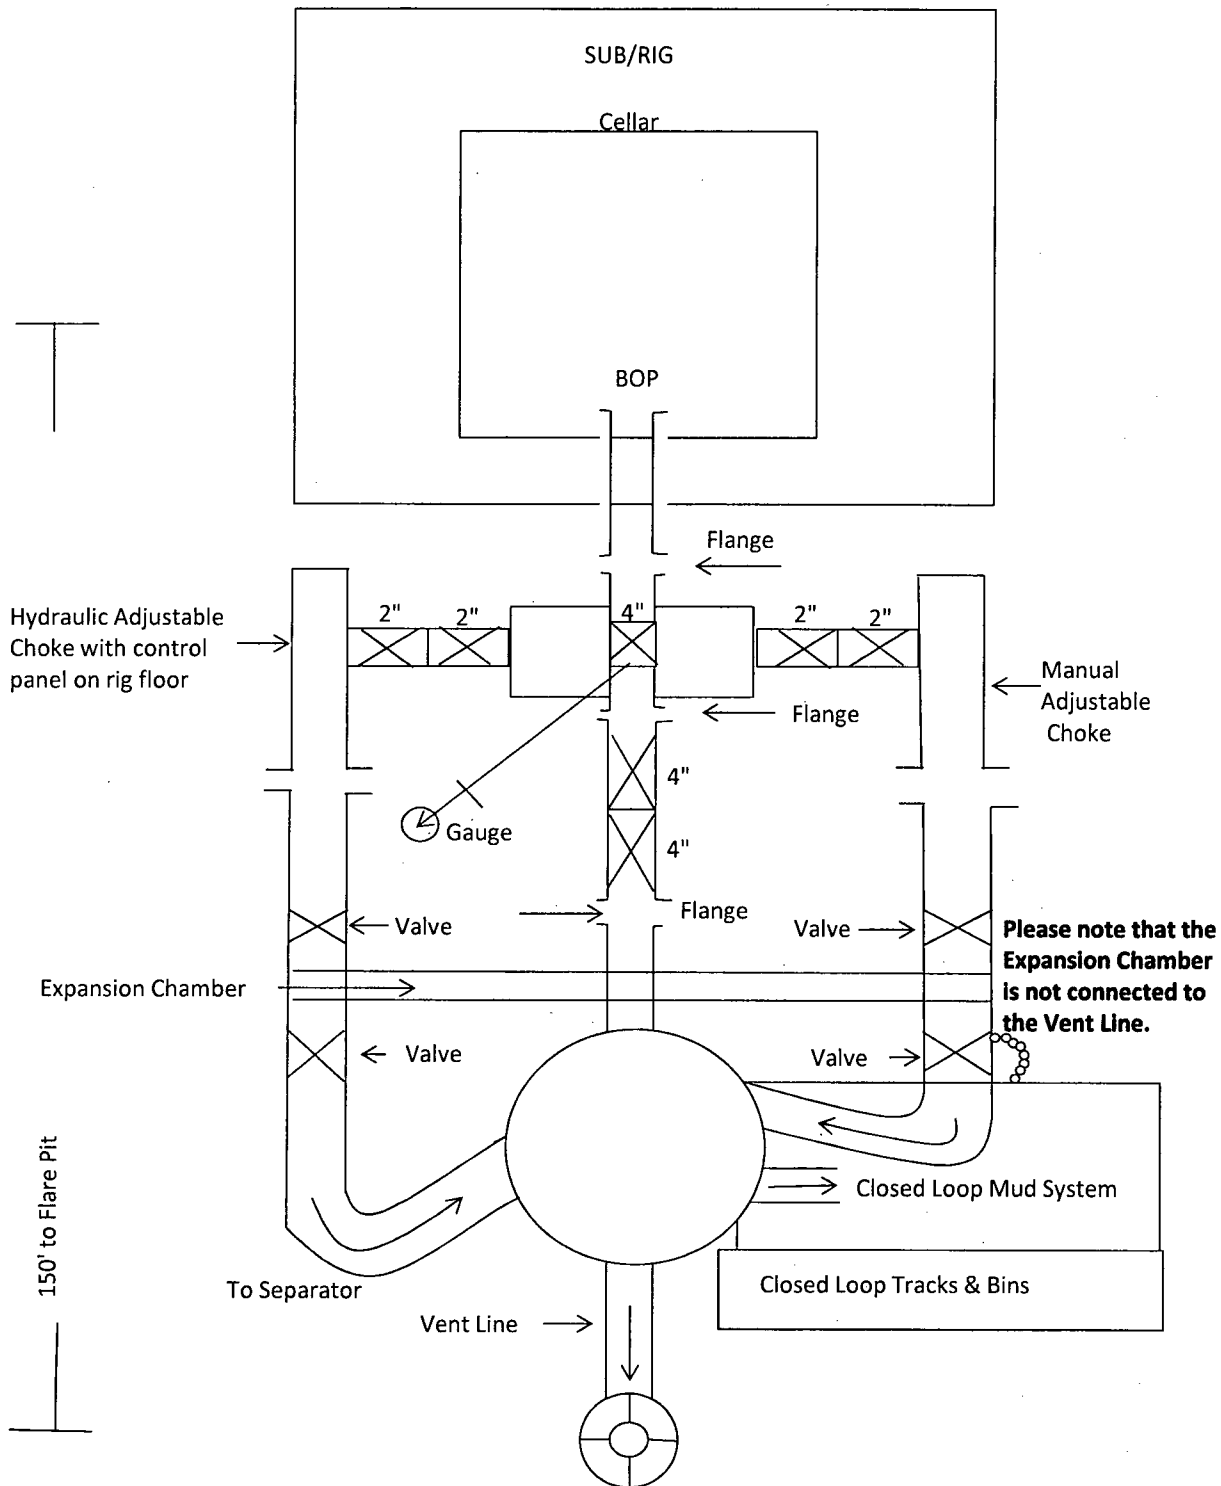 SUB/RIG
Cellar
BOP
Flange
Hydraulic Adjustable
Choke with control
panel on rig floor
2"
2"
4"
2"
2"
Manual
Adjustable
Choke
Flange
4"
Gauge
4"
Flange
Valve
Valve
Please note that the
Expansion Chamber
is not connected to
the Vent Line.
Expansion Chamber
Valve
Valve
150' to Flare Pit
Closed Loop Mud System
To Separator
Closed Loop Tracks & Bins
Vent Line